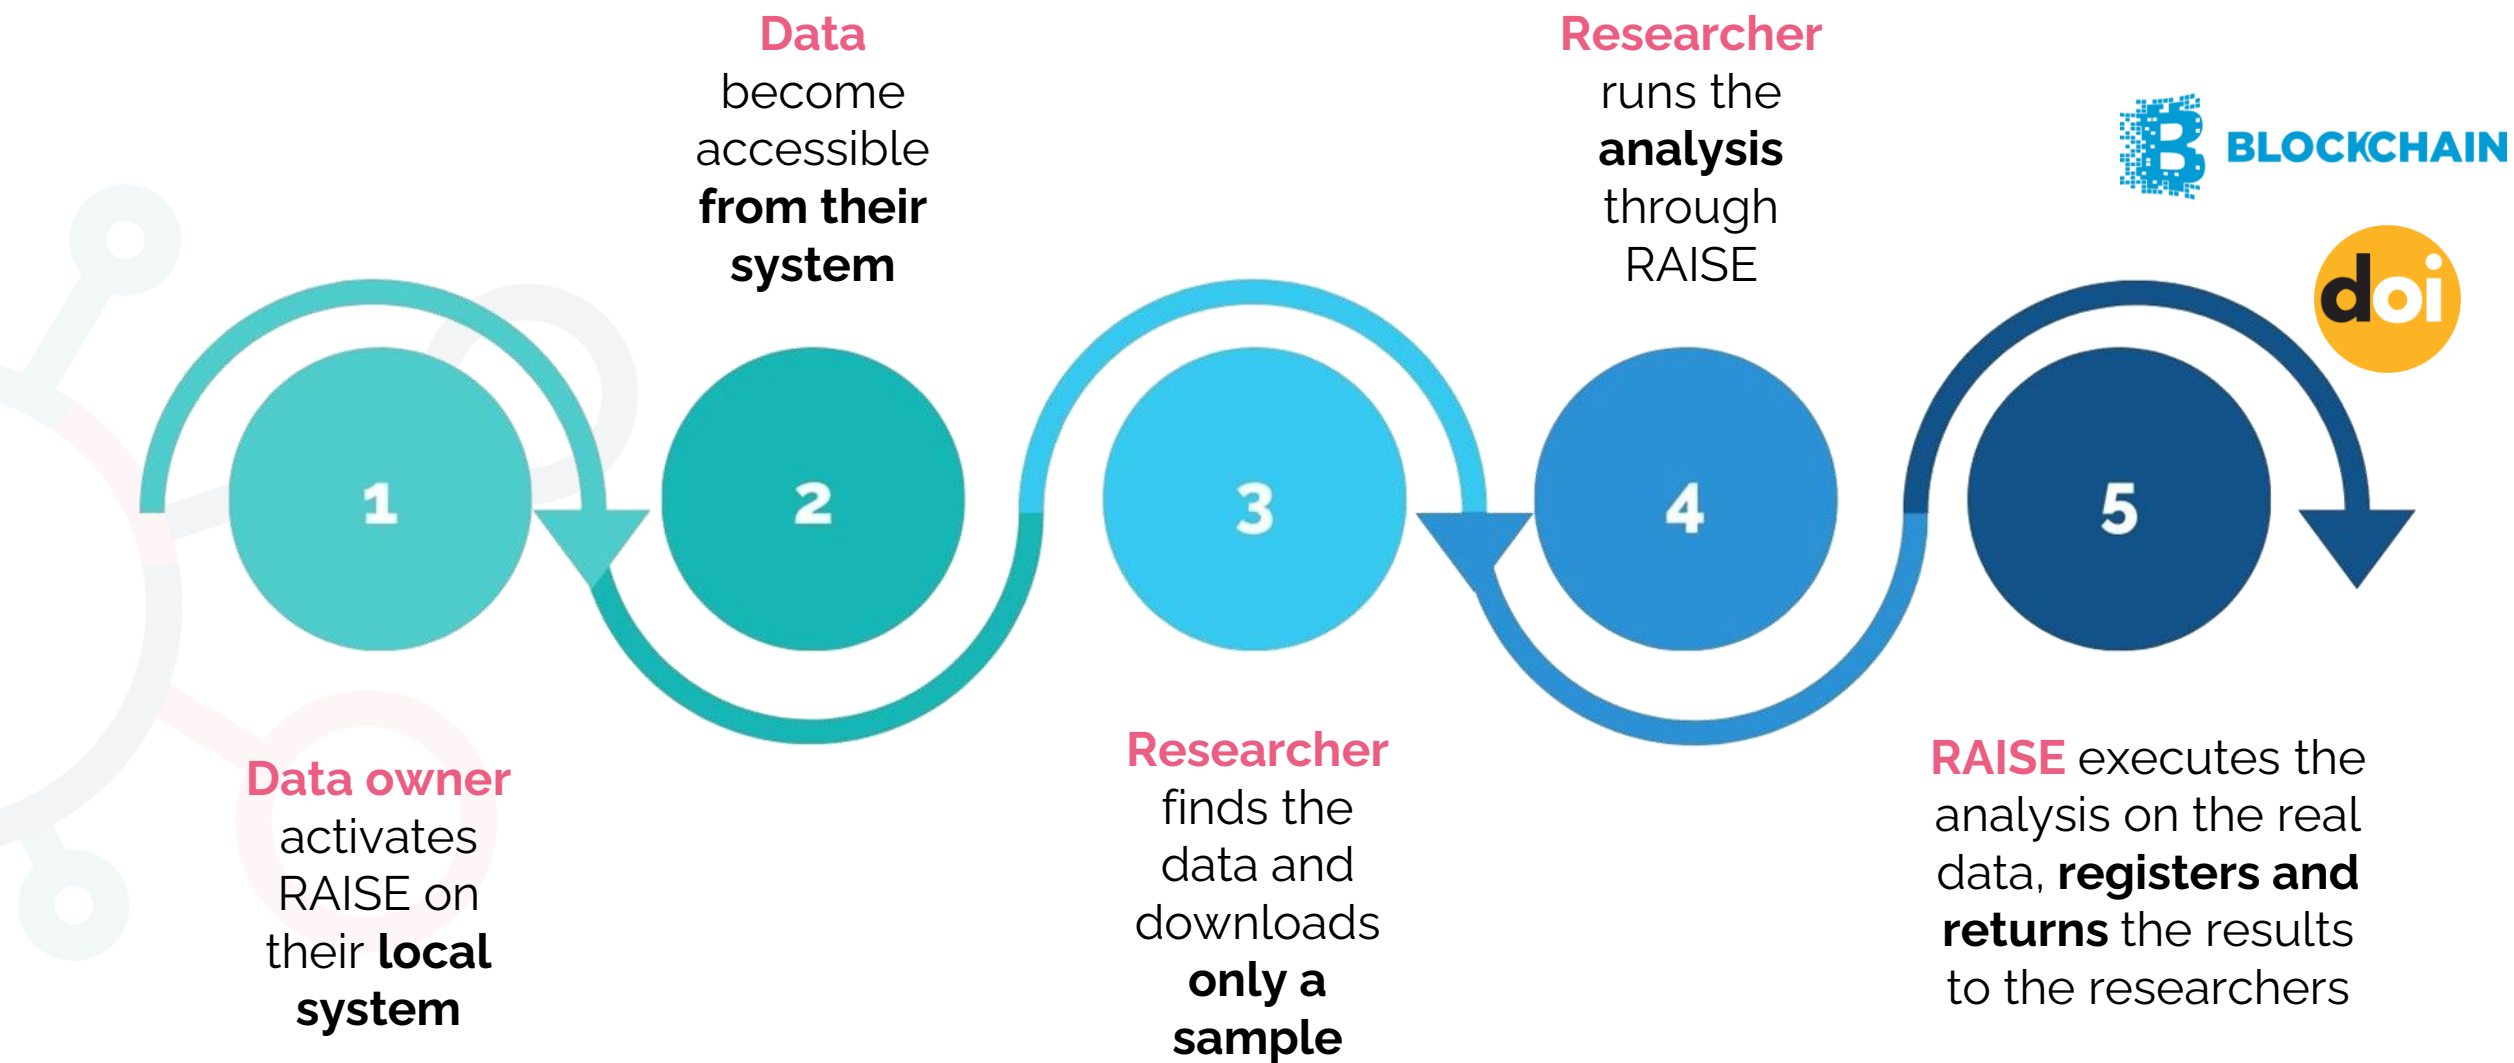 1
Data owner
activates
RAISE on
their local
system
2
Data
become
accessible
from their
system
3
Researcher
finds the
data and
downloads
only a
sample
4
Researcher
runs the
analysis
through
RAISE
5
RAISE executes the
analysis on the real
data, registers and
returns the results
to the researchers
BLOCKCHAIN
doi